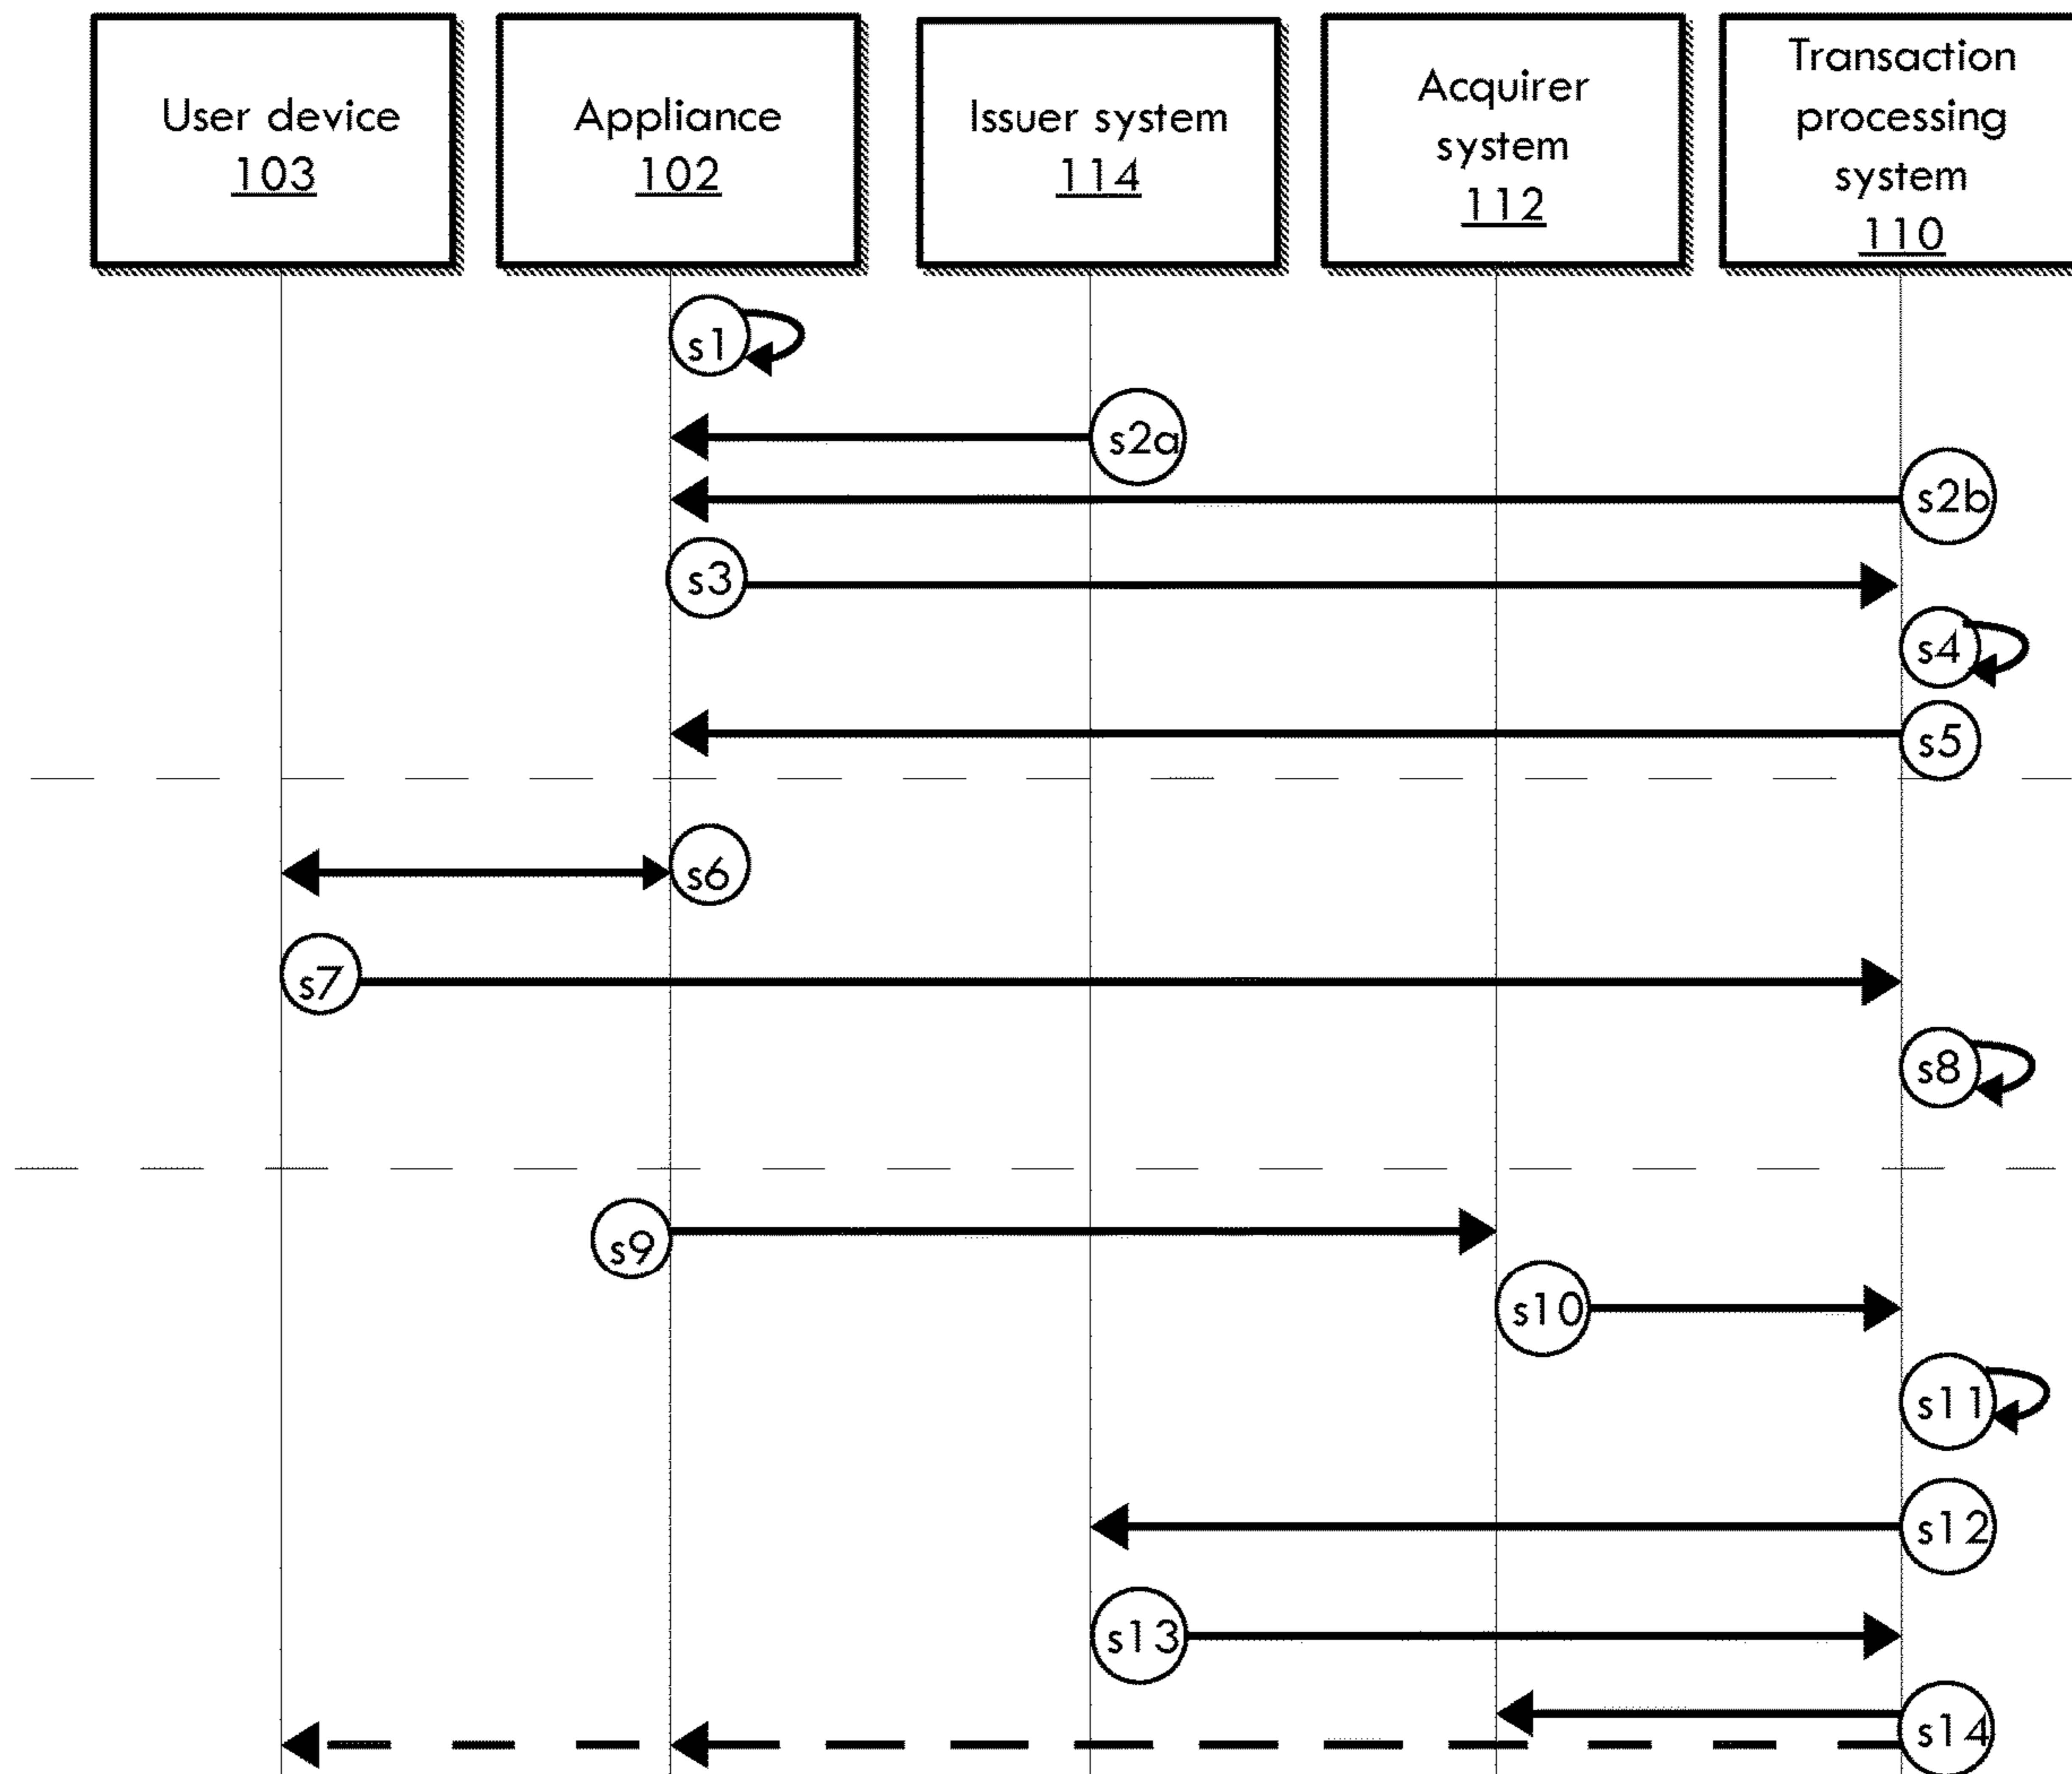 User device
103
Appliance
102
Issuer system
114
Acquirer
system
112
Transaction
processing
system
110
s1
s2a
s2b
s3
s4
s5
s6
s7
s8
s9
s10
s11
s12
s13
s14